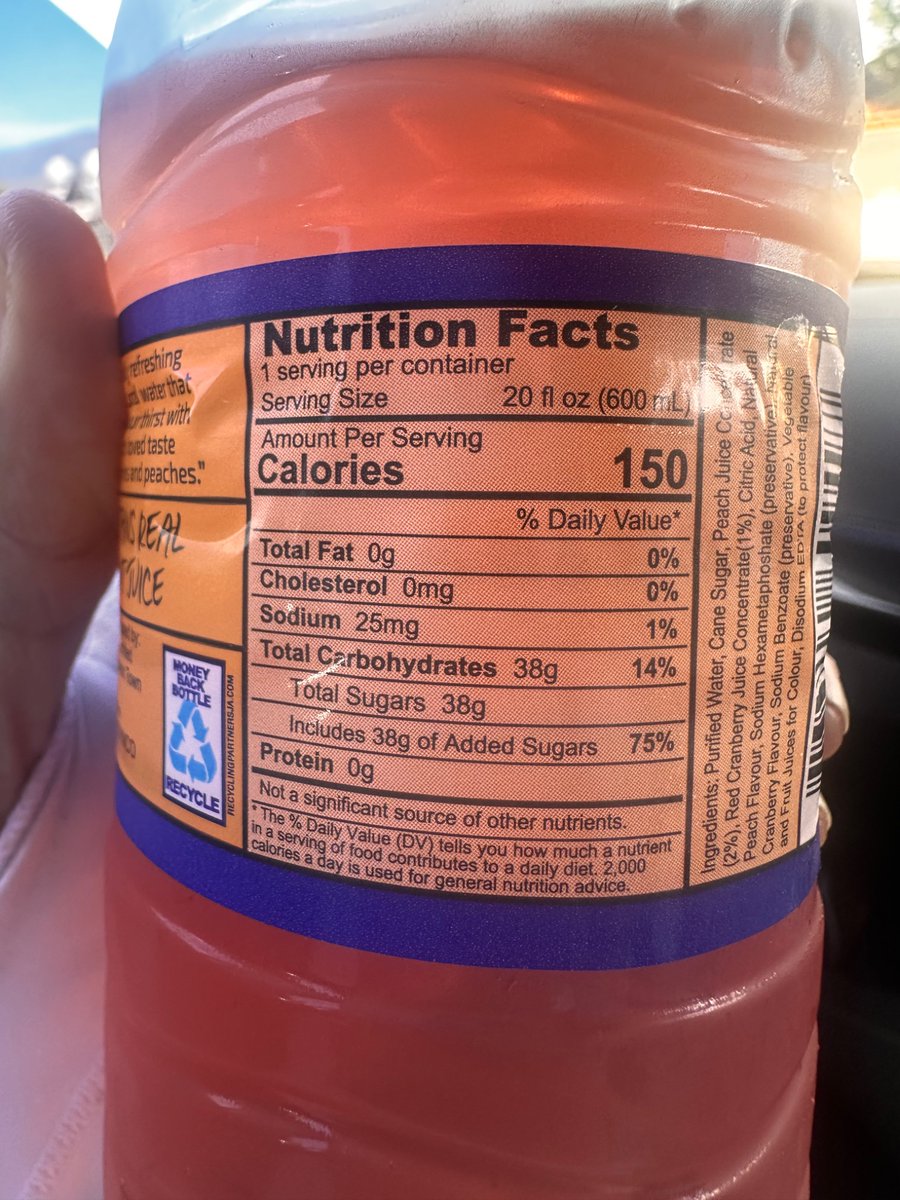 refreshing
water that
thirst with
taste
and peaches."
REAL
JUICE
by:
Town
MONEY
BACK
BOTTLE
RECYCLE
RECYCLINGPARTNERSJA.COM
Nutrition Facts
1 serving per container
Serving Size 20 fl oz (600 mL)
Amount Per Serving
Calories 150
% Daily Value*
Total Fat 0g 0%
Cholesterol 0mg 0%
Sodium 25mg 1%
Total Carbohydrates 38g 14%
Total Sugars 38g
Includes 38g of Added Sugars 75%
Protein 0g
Not a significant source of other nutrients.
* The % Daily Value (DV) tells you how much a nutrient
in a serving of food contributes to a daily diet. 2,000
calories a day is used for general nutrition advice.
Ingredients: Purified Water, Cane Sugar, Peach Juice
(2%), Red Cranberry Juice Concentrate(1%), Citric Acid, Natural
Peach Flavour, Sodium Hexametaphoshate (preservative),
Cranberry Flavour, Sodium Benzoate (preservative), Vegetable
and Fruit Juices for Colour, Disodium EDTA (to protect flavour)